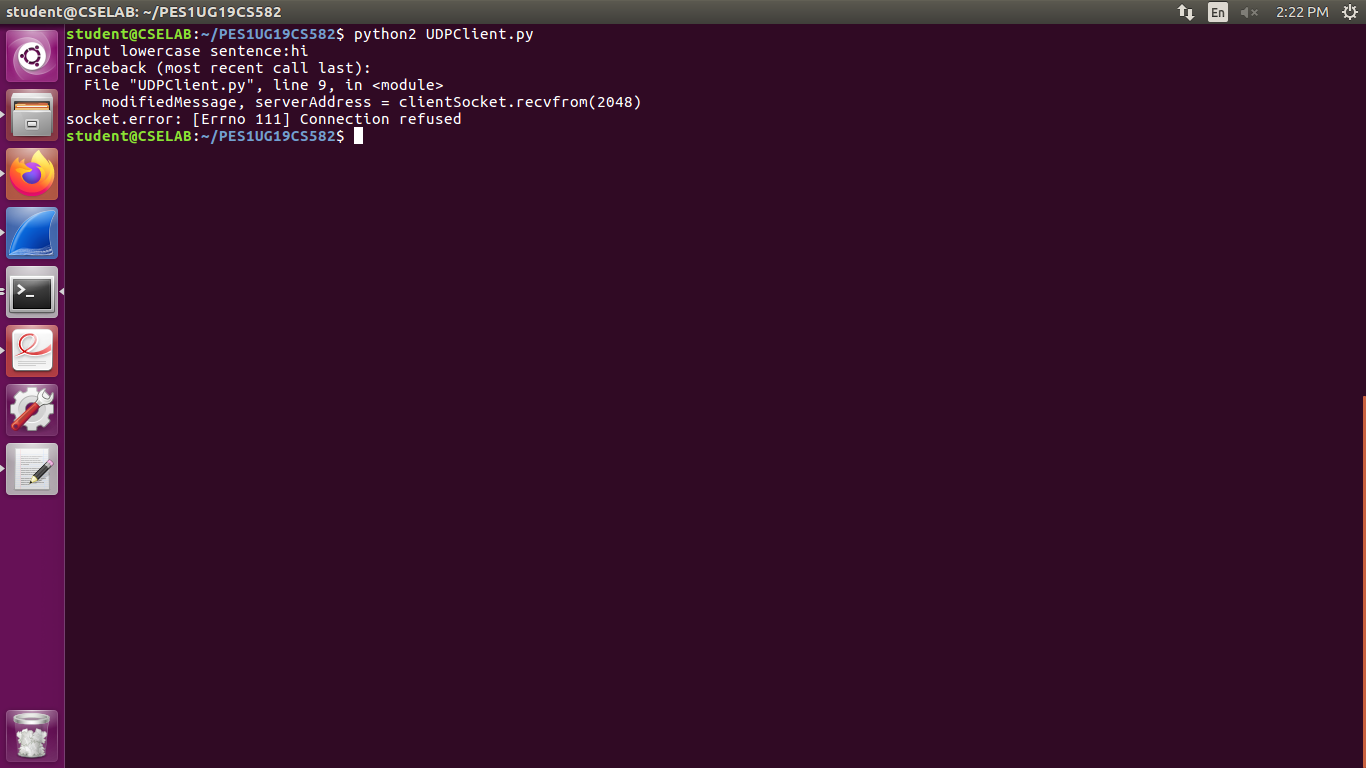 student@CSELAB: ~/PES1UG19CS582
En
2:22 PM
student@CSELAB:~/PES1UG19CS582$ python2 UDPClient.py
Input lowercase sentence:hi
Traceback (most recent call last):
  File "UDPClient.py", line 9, in <module>
    modifiedMessage, serverAddress = clientSocket.recvfrom(2048)
socket.error: [Errno 111] Connection refused
student@CSELAB:~/PES1UG19CS582$